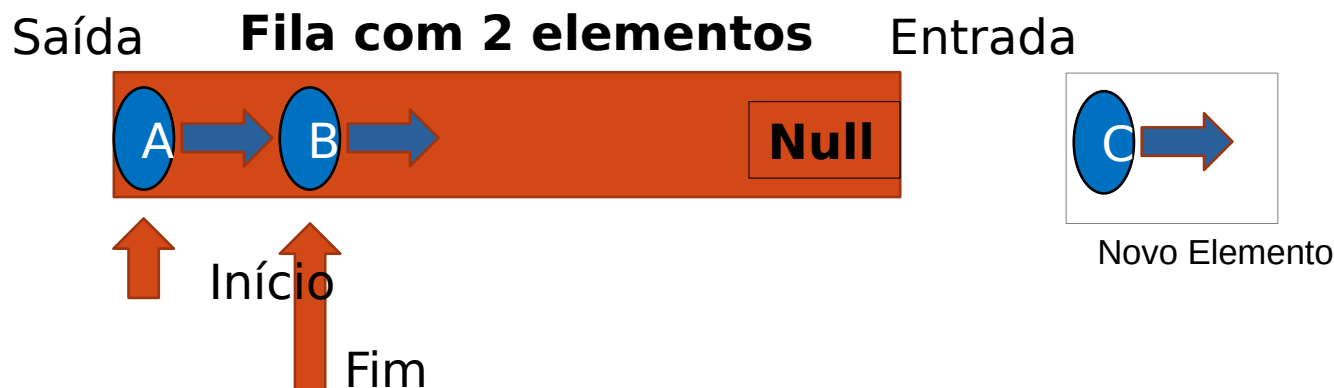 Saída
Fila com 2 elementos
Entrada
A
B
Null
C
Início
Novo Elemento
Fim